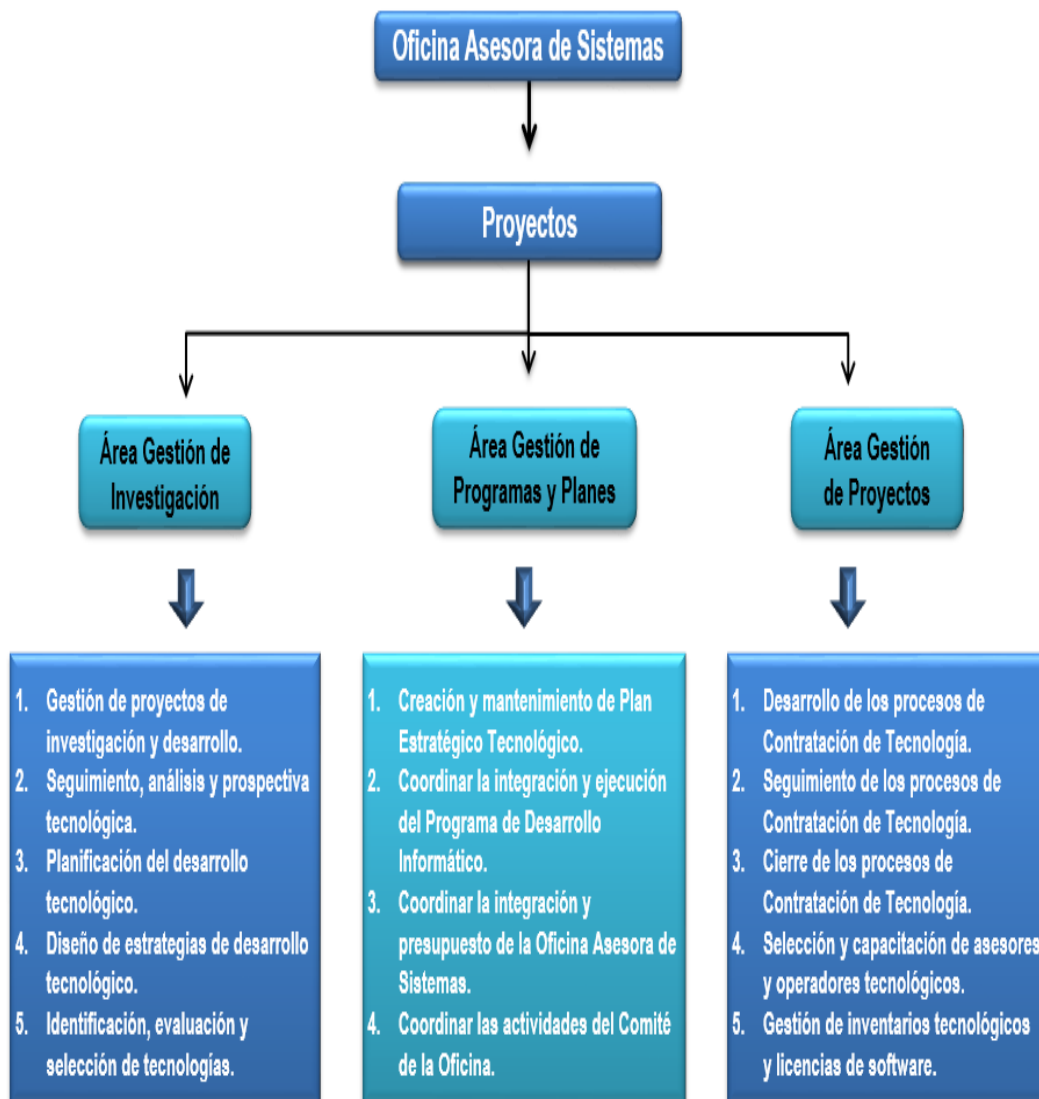 Oficina Asesora de Sistemas
Proyectos
Área Gestión de
Investigación
Área Gestión de
Programas y Planes
Área Gestión
de Proyectos
1. Gestión de proyectos de
investigación y desarrollo.
2. Seguimiento, análisis y prospectiva
tecnológica.
3. Planificación del desarrollo
tecnológico.
4. Diseño de estrategias de desarrollo
tecnológico.
5. Identificación, evaluación y
selección de tecnologías.
1. Creación y mantenimiento de Plan
Estratégico Tecnológico.
2. Coordinar la integración y ejecución
del Programa de Desarrollo
Informático.
3. Coordinar la integración y
presupuesto de la Oficina Asesora de
Sistemas.
4. Coordinar las actividades del Comité
de la Oficina.
1. Desarrollo de los procesos de
Contratación de Tecnología.
2. Seguimiento de los procesos de
Contratación de Tecnología.
3. Cierre de los procesos de
Contratación de Tecnología.
4. Selección y capacitación de asesores
y operadores tecnológicos.
5. Gestión de inventarios tecnológicos
y licencias de software.